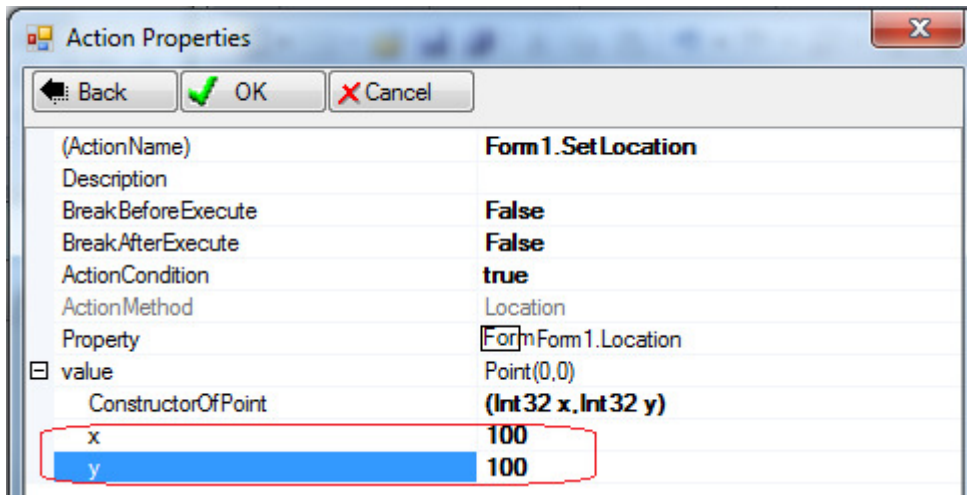 Action Properties
Back OK Cancel
(ActionName) Form1.SetLocation
Description
BreakBeforeExecute False
BreakAfterExecute False
ActionCondition true
ActionMethod Location
Property Form Form1.Location
value Point(0,0)
ConstructorOfPoint (Int32 x,Int32 y)
x 100
y 100